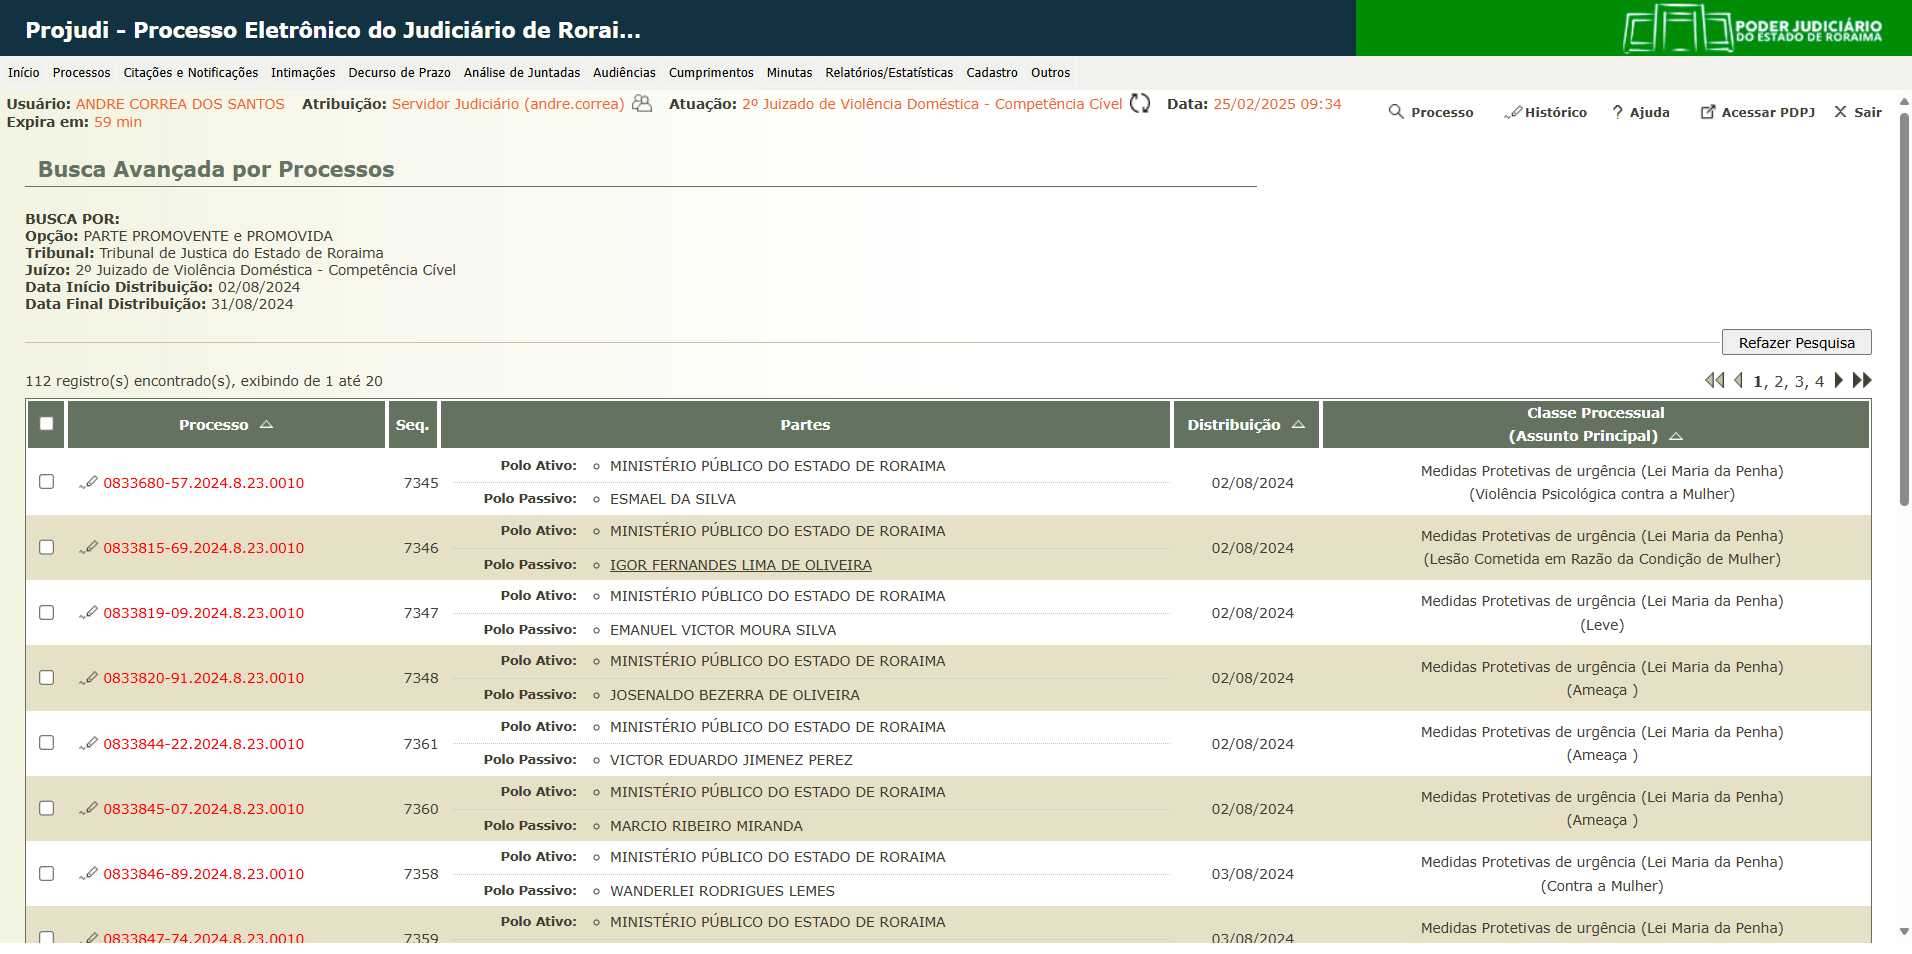 Projudi - Processo Eletrônico do Judiciário de Rorai...
PODER JUDICIÁRIO
DO ESTADO DE RORAIMA
Início Processos Citações e Notificações Intimações Decurso de Prazo Análise de Juntadas Audiências Cumprimentos Minutas Relatórios/Estatísticas Cadastro Outros
Usuário: ANDRE CORREA DOS SANTOS Atribuição: Servidor Judiciário (andre.correa) Atuação: 2º Juizado de Violência Doméstica - Competência Cível Data: 25/02/2025 09:34
Expira em: 59 min
Processo Histórico ? Ajuda Acessar PDPJ X Sair
Busca Avançada por Processos
BUSCA POR:
Opção: PARTE PROMOVENTE e PROMOVIDA
Tribunal: Tribunal de Justica do Estado de Roraima
Juízo: 2º Juizado de Violência Doméstica - Competência Cível
Data Início Distribuição: 02/08/2024
Data Final Distribuição: 31/08/2024
Refazer Pesquisa
112 registro(s) encontrado(s), exibindo de 1 até 20
1, 2, 3, 4
Processo Seq. Partes Distribuição Classe Processual
(Assunto Principal)
0833680-57.2024.8.23.0010 7345 Polo Ativo: MINISTÉRIO PÚBLICO DO ESTADO DE RORAIMA 02/08/2024 Medidas Protetivas de urgência (Lei Maria da Penha)
Polo Passivo: ESMAEL DA SILVA (Violência Psicológica contra a Mulher)
0833815-69.2024.8.23.0010 7346 Polo Ativo: MINISTÉRIO PÚBLICO DO ESTADO DE RORAIMA 02/08/2024 Medidas Protetivas de urgência (Lei Maria da Penha)
Polo Passivo: IGOR FERNANDES LIMA DE OLIVEIRA (Lesão Cometida em Razão da Condição de Mulher)
0833819-09.2024.8.23.0010 7347 Polo Ativo: MINISTÉRIO PÚBLICO DO ESTADO DE RORAIMA 02/08/2024 Medidas Protetivas de urgência (Lei Maria da Penha)
Polo Passivo: EMANUEL VICTOR MOURA SILVA (Leve)
0833820-91.2024.8.23.0010 7348 Polo Ativo: MINISTÉRIO PÚBLICO DO ESTADO DE RORAIMA 02/08/2024 Medidas Protetivas de urgência (Lei Maria da Penha)
Polo Passivo: JOSENALDO BEZERRA DE OLIVEIRA (Ameaça )
0833844-22.2024.8.23.0010 7361 Polo Ativo: MINISTÉRIO PÚBLICO DO ESTADO DE RORAIMA 02/08/2024 Medidas Protetivas de urgência (Lei Maria da Penha)
Polo Passivo: VICTOR EDUARDO JIMENEZ PEREZ (Ameaça )
0833845-07.2024.8.23.0010 7360 Polo Ativo: MINISTÉRIO PÚBLICO DO ESTADO DE RORAIMA 02/08/2024 Medidas Protetivas de urgência (Lei Maria da Penha)
Polo Passivo: MARCIO RIBEIRO MIRANDA (Ameaça )
0833846-89.2024.8.23.0010 7358 Polo Ativo: MINISTÉRIO PÚBLICO DO ESTADO DE RORAIMA 03/08/2024 Medidas Protetivas de urgência (Lei Maria da Penha)
Polo Passivo: WANDERLEI RODRIGUES LEMES (Contra a Mulher)
0833847-74.2024.8.23.0010 7359 Polo Ativo: MINISTÉRIO PÚBLICO DO ESTADO DE RORAIMA 03/08/2024 Medidas Protetivas de urgência (Lei Maria da Penha)